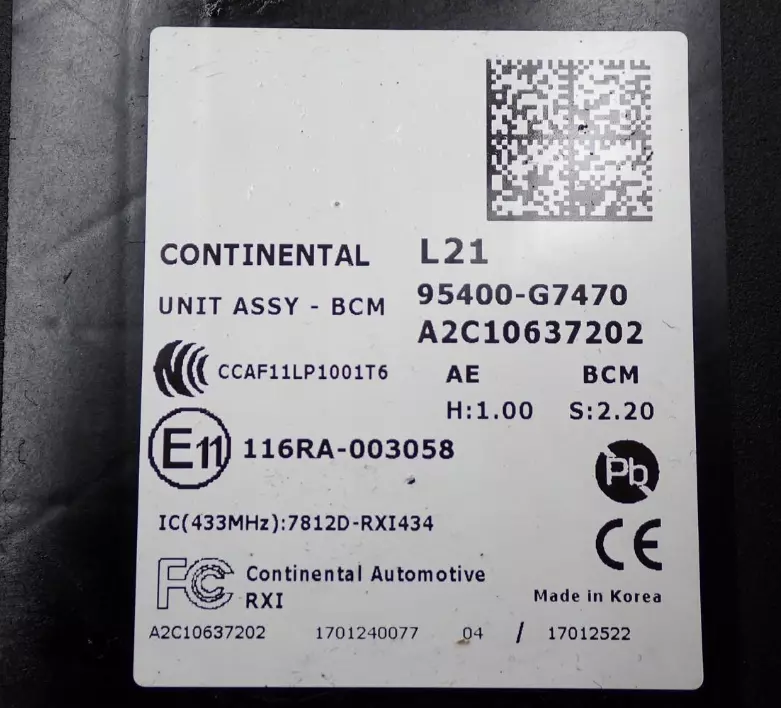 CONTINENTAL L21
UNIT ASSY - BCM 95400-G7470
A2C10637202
CCAF11LP1001T6 AE BCM
H:1.00 S:2.20
E11 116RA-003058
Pb
IC(433MHz):7812D-RXI434
CE
FC Continental Automotive
RXI
Made in Korea
A2C10637202 1701240077 04 / 17012522